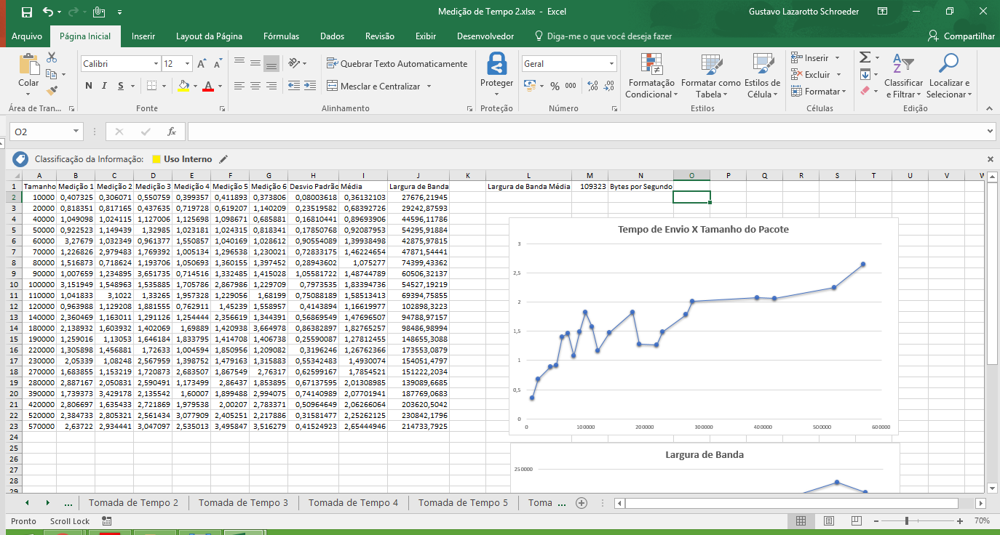 Medição de Tempo 2.xlsx - Excel
Gustavo Lazarotto Schroeder
Arquivo Página Inicial Inserir Layout da Página Fórmulas Dados Revisão Exibir Desenvolvedor Diga-me o que você deseja fazer Compartilhar
Calibri 12 Quebrar Texto Automaticamente Geral Inserir
Colar N I S A Mesclar e Centralizar Proteger % 000 Formatação Condicional Formatar como Tabela Estilos de Célula Excluir Formatar Classificar e Filtrar Localizar e Selecionar
Área de Tran... Fonte Alinhamento Proteção Número Estilos Células Edição
O2 fx
Classificação da Informação: Uso Interno
A B C D E F G H I J K L M N O P Q R S T U V W
1 Tamanho Medição 1 Medição 2 Medição 3 Medição 4 Medição 5 Medição 6 Desvio Padrão Média Largura de Banda Largura de Banda Média 109323 Bytes por Segundo
2 10000 0,407325 0,306071 0,550759 0,399357 0,411893 0,373806 0,08003618 0,36132103 27676,21945
3 20000 0,818351 0,817165 0,437635 0,719728 0,619207 1,140209 0,23519582 0,68392726 29242,87593
4 40000 1,049098 1,024115 1,127006 1,125698 1,098671 0,685881 0,16810441 0,89693906 44596,11786
5 50000 0,922523 1,149439 1,32985 1,023181 1,024315 0,818341 0,17850768 0,92087953 54295,91884
6 60000 3,27679 1,032349 0,961377 1,550857 1,040169 1,028612 0,90554089 1,39938498 42875,97815
7 70000 1,226826 2,979483 1,769392 1,005134 1,296538 1,230021 0,72833175 1,46224654 47871,54441
8 80000 1,516873 0,718624 1,193706 1,050693 1,360155 1,397452 0,28943602 1,075277 74399,43362
9 90000 1,007659 1,234895 3,651735 0,714516 1,332485 1,415028 1,05581722 1,48744789 60506,32137
10 100000 3,151949 1,548963 1,535885 1,705786 2,867986 1,229709 0,7973535 1,83394736 54527,19219
11 110000 1,041833 3,1022 1,33265 1,957328 1,229056 1,68199 0,75088189 1,58513413 69394,75855
12 120000 0,963988 1,129208 1,881555 0,762911 1,45239 1,558957 0,4143894 1,16619977 102898,3223
13 140000 2,360469 1,163011 1,291126 1,254444 2,356619 1,344391 0,56869549 1,47696507 94788,97157
14 180000 2,138932 1,603932 1,402069 1,69889 1,420938 3,664978 0,86382897 1,82765257 98486,98994
15 190000 1,259016 1,13053 1,646184 1,833795 1,414708 1,406738 0,25590087 1,27812455 148655,3088
16 220000 1,305898 1,456881 1,72633 1,004594 1,850956 1,209082 0,3196246 1,26762366 173553,0879
17 230000 2,05339 1,08248 2,567959 1,398752 1,479163 1,315883 0,55342483 1,4930074 154051,4797
18 270000 1,683855 1,153219 1,720873 2,683507 1,867549 2,76317 0,62599167 1,7854521 151222,2034
19 280000 2,887167 2,050831 2,590491 1,173499 2,86437 1,853895 0,67137595 2,01308985 139089,6685
20 390000 1,739373 3,429178 2,135542 1,60007 1,899488 2,994075 0,74140989 2,07701941 187769,0683
21 420000 2,806697 1,635433 2,721869 1,979538 2,00207 2,783371 0,50964649 2,06266064 203620,5042
22 520000 2,384733 2,805321 2,561434 3,077909 2,405251 2,217886 0,31581477 2,25262125 230842,1796
23 570000 2,63722 2,934441 3,047097 2,535013 3,495847 3,516279 0,41524923 2,65444946 214733,7925
24
25
26
27
28
29
Tempo de Envio X Tamanho do Pacote
3
2,5
2
1,5
1
0,5
0
0 100000 200000 300000 400000 500000 600000
Largura de Banda
250000
... Tomada de Tempo 2 Tomada de Tempo 3 Tomada de Tempo 4 Tomada de Tempo 5 Toma ...
Pronto Scroll Lock 70%